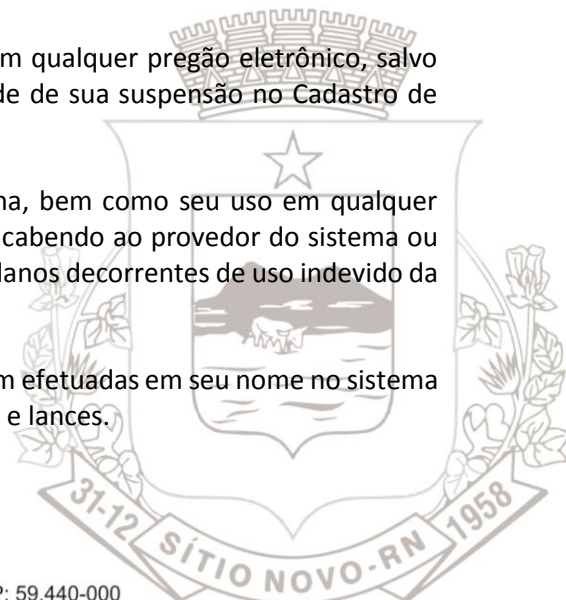 m qualquer pregão eletrônico, salvo
de de sua suspensão no Cadastro de
na, bem como seu uso em qualquer
cabendo ao provedor do sistema ou
danos decorrentes de uso indevido da
m efetuadas em seu nome no sistema
e lances.
31-12 SÍTIO NOVO-RN 1958
P: 59.440-000